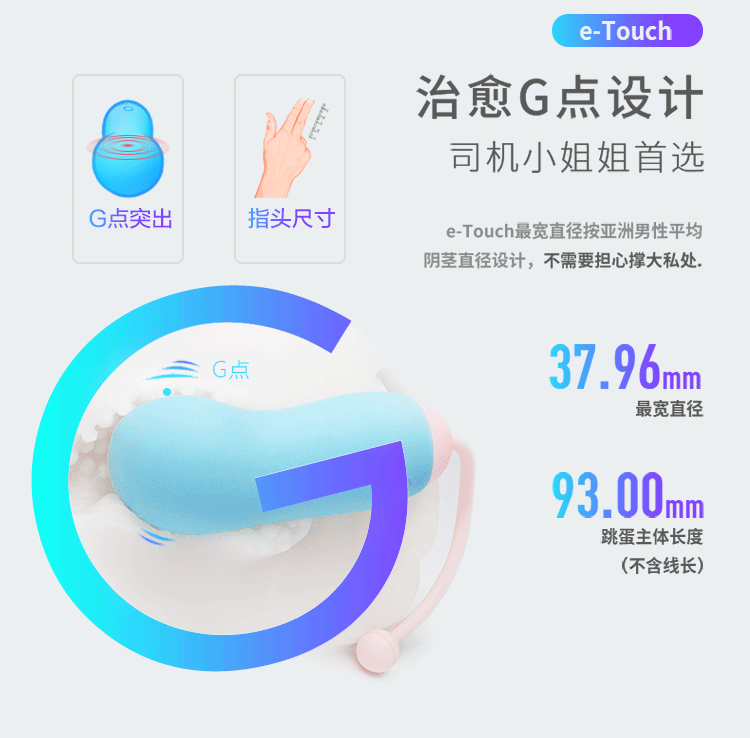 e-Touch
治愈G点设计
司机小姐姐首选
G点突出
指头尺寸
e-Touch最宽直径按亚洲男性平均
阴茎直径设计，不需要担心撑大私处.
G点
37.96mm
最宽直径
93.00mm
跳蛋主体长度
（不含线长）